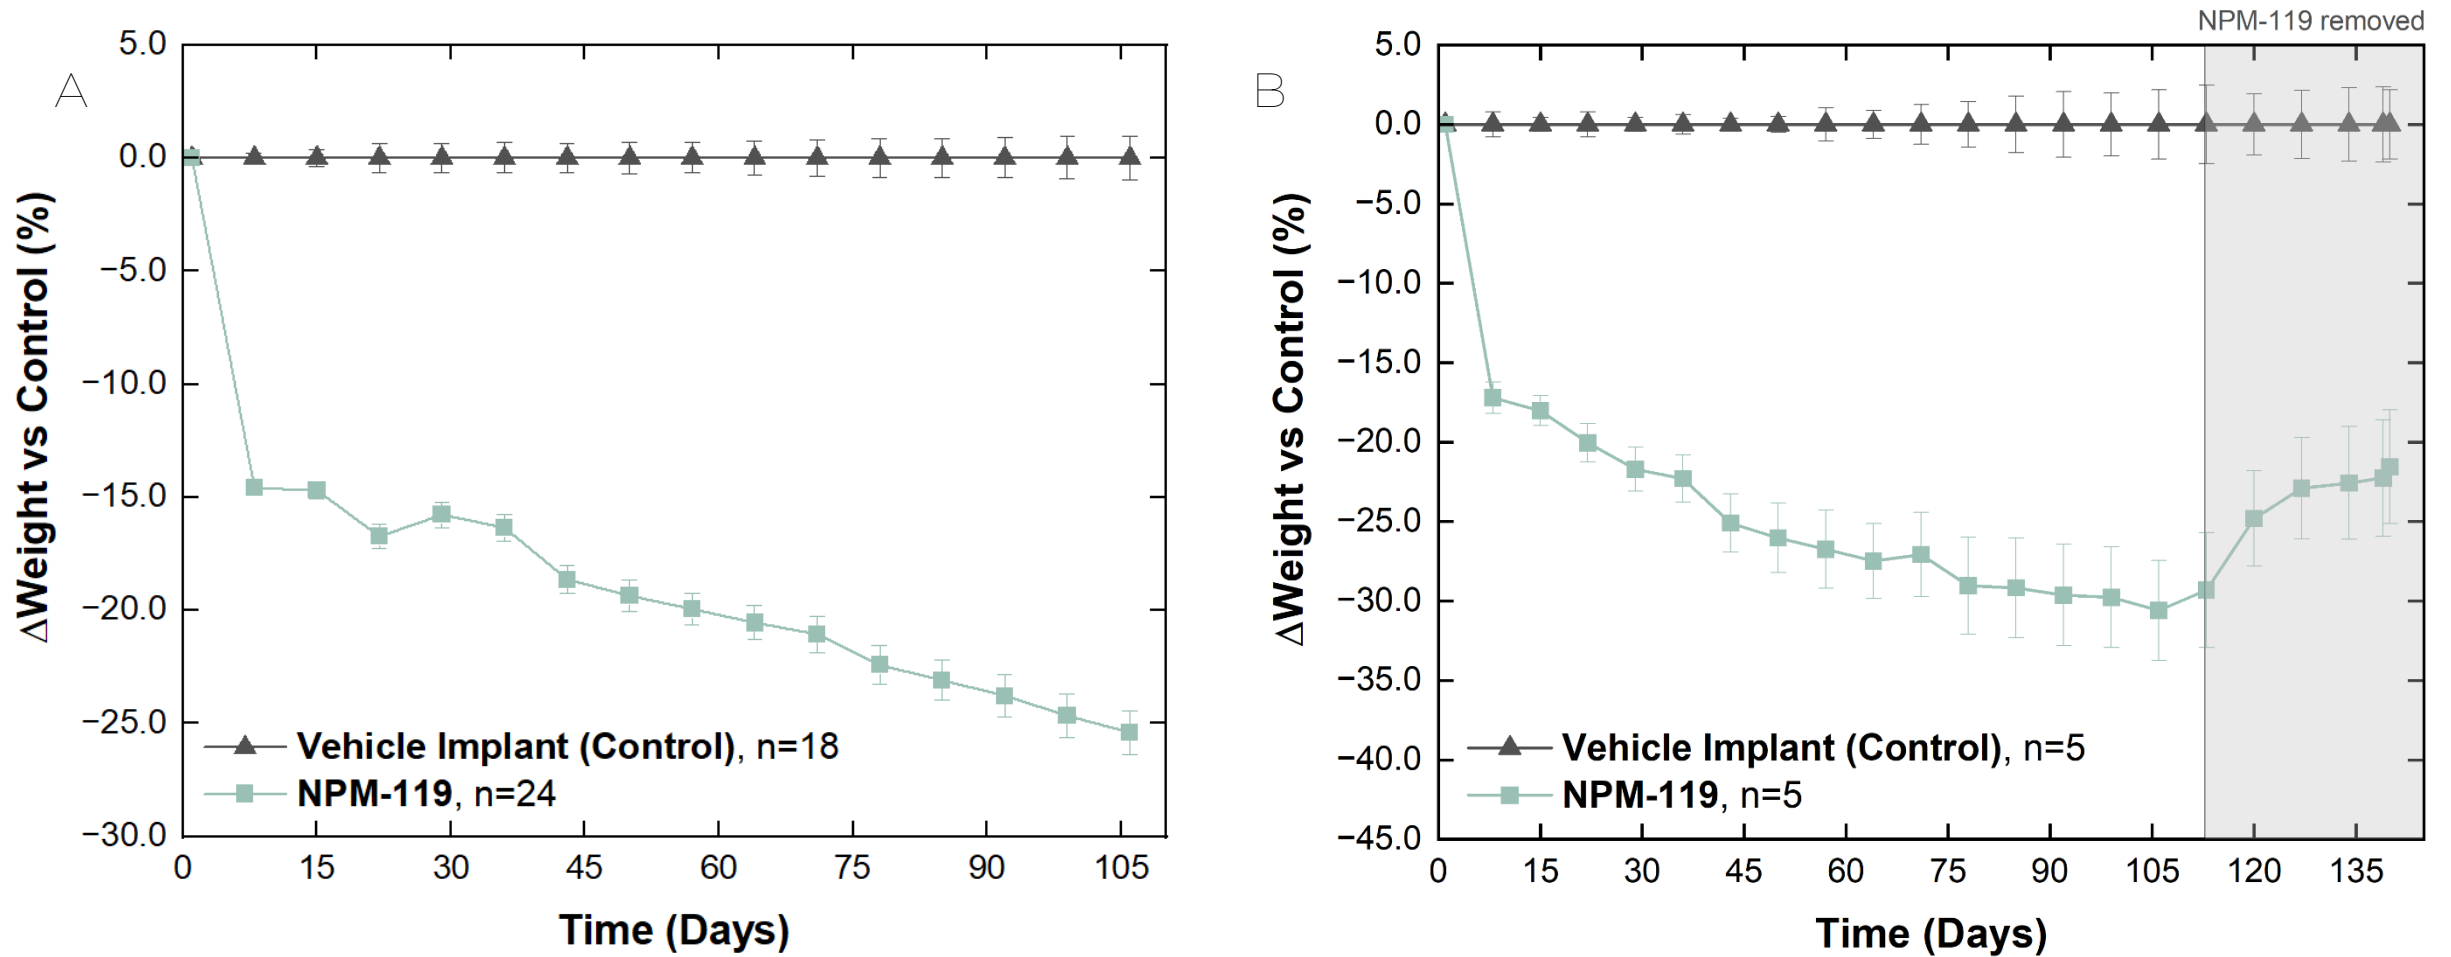 A
5.0
0.0
−5.0
−10.0
−15.0
−20.0
−25.0
−30.0
ΔWeight vs Control (%)
Vehicle Implant (Control), n=18
NPM-119, n=24
0 15 30 45 60 75 90 105
Time (Days)
NPM-119 removed
B
5.0
0.0
−5.0
−10.0
−15.0
−20.0
−25.0
−30.0
−35.0
−40.0
−45.0
ΔWeight vs Control (%)
Vehicle Implant (Control), n=5
NPM-119, n=5
0 15 30 45 60 75 90 105 120 135
Time (Days)